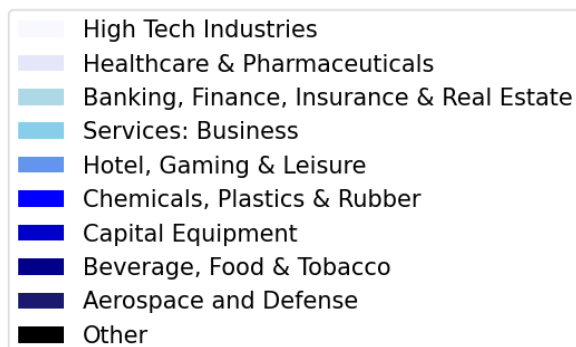 High Tech Industries
Healthcare & Pharmaceuticals
Banking, Finance, Insurance & Real Estate
Services: Business
Hotel, Gaming & Leisure
Chemicals, Plastics & Rubber
Capital Equipment
Beverage, Food & Tobacco
Aerospace and Defense
Other